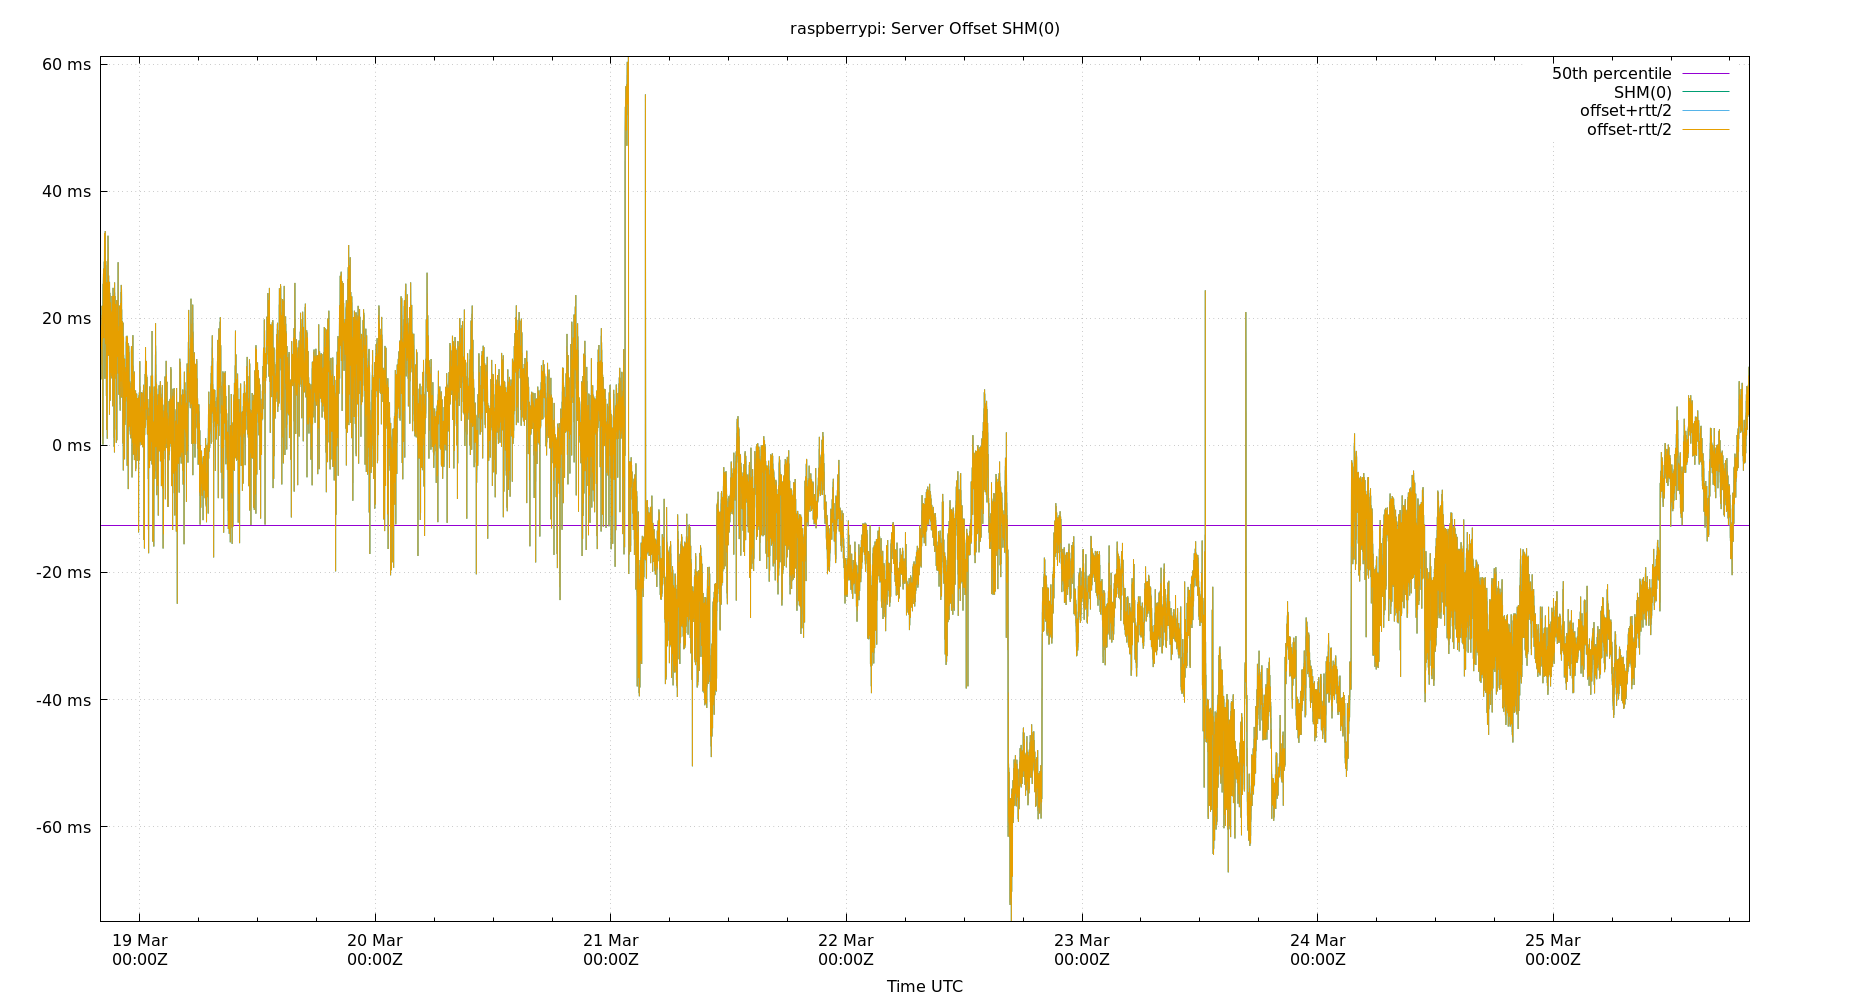 raspberrypi: Server Offset SHM(0)
50th percentile
SHM(0)
offset+rtt/2
offset-rtt/2
60 ms
40 ms
20 ms
0 ms
-20 ms
-40 ms
-60 ms
19 Mar 20 Mar 21 Mar 22 Mar 23 Mar 24 Mar 25 Mar
00:00Z 00:00Z 00:00Z 00:00Z 00:00Z 00:00Z 00:00Z
Time UTC